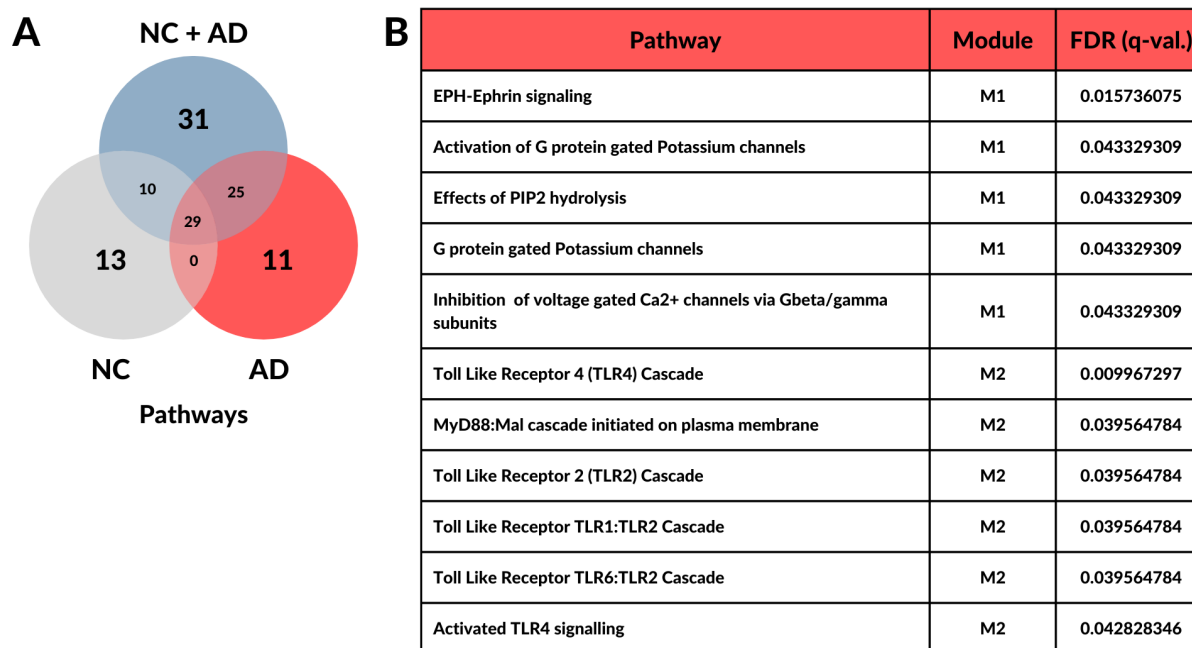 A
NC + AD
31
10
25
29
13
0
11
NC
AD
Pathways
B
Pathway Module FDR (q-val.)
EPH-Ephrin signaling M1 0.015736075
Activation of G protein gated Potassium channels M1 0.043329309
Effects of PIP2 hydrolysis M1 0.043329309
G protein gated Potassium channels M1 0.043329309
Inhibition of voltage gated Ca2+ channels via Gbeta/gamma
subunits M1 0.043329309
Toll Like Receptor 4 (TLR4) Cascade M2 0.009967297
MyD88:Mal cascade initiated on plasma membrane M2 0.039564784
Toll Like Receptor 2 (TLR2) Cascade M2 0.039564784
Toll Like Receptor TLR1:TLR2 Cascade M2 0.039564784
Toll Like Receptor TLR6:TLR2 Cascade M2 0.039564784
Activated TLR4 signalling M2 0.042828346